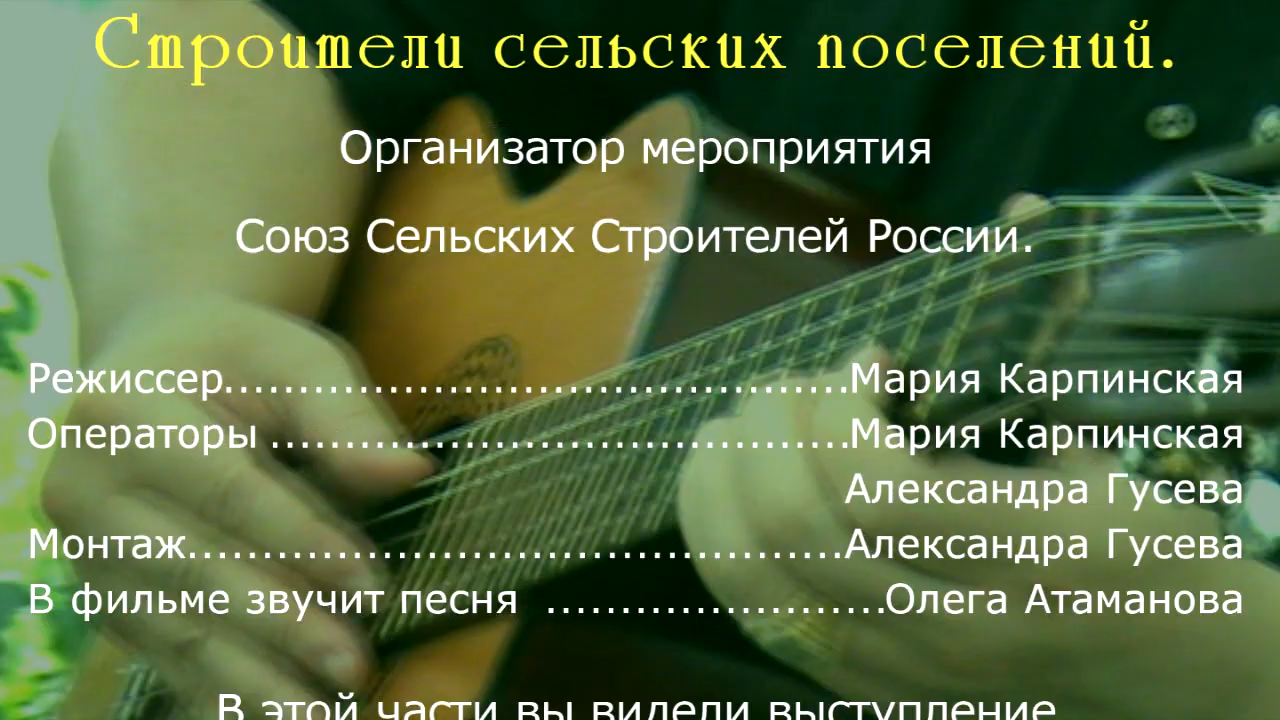 Строители сельских поселений.
Организатор мероприятия
Союз Сельских Строителей России.
Режиссер..........................................Мария Карпинская
Операторы .......................................Мария Карпинская
Александра Гусева
Монтаж............................................Александра Гусева
В фильме звучит песня .......................Олега Атаманова
В этой части вы видели выступление